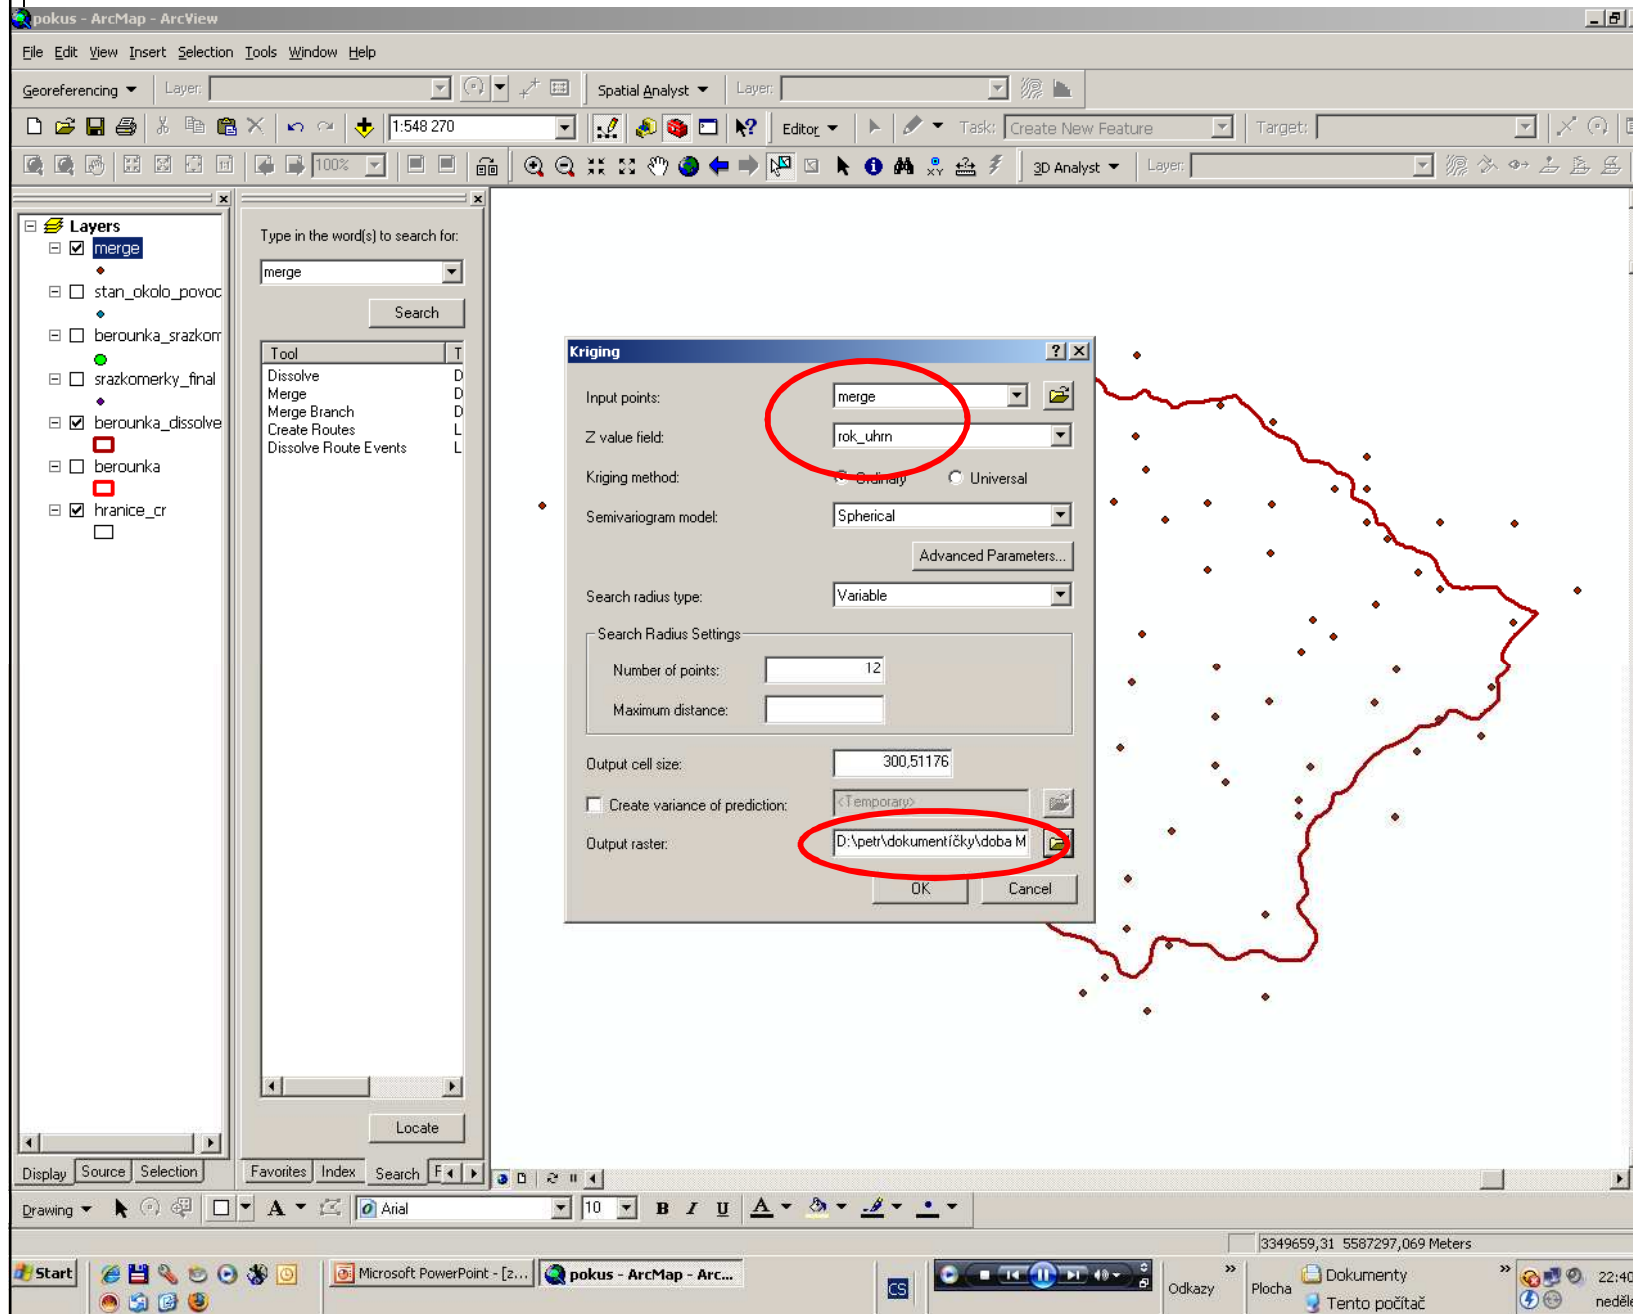 pokus - ArcMap - ArcView
File Edit View Insert Selection Tools Window Help
Georeferencing Layer: Spatial Analyst Layer:
1:548 270 Editor Task: Create New Feature Target:
100% 3D Analyst Layer:
Layers
merge
stan_okolo_povoc
berounka_srazkom
srazkomerky_final
berounka_dissolve
berounka
hranice_cr
Display Source Selection
Type in the word(s) to search for:
merge
Search
Tool T
Dissolve D
Merge D
Merge Branch D
Create Routes L
Dissolve Route Events L
Locate
Favorites Index Search F
Kriging
Input points: merge
Z value field: rok_uhrn
Kriging method: Ordinary Universal
Semivariogram model: Spherical
Advanced Parameters...
Search radius type: Variable
Search Radius Settings
Number of points: 12
Maximum distance:
Output cell size: 300,51176
Create variance of prediction: <Temporary>
Output raster: D:\petr\dokumentíčky\doba M
OK Cancel
Drawing A Arial 10 B I U A
3349659,31 5587297,069 Meters
Start Microsoft PowerPoint - [z... pokus - ArcMap - Arc... CS Odkazy » Plocha Dokumenty » 22:40
Tento počítač neděle